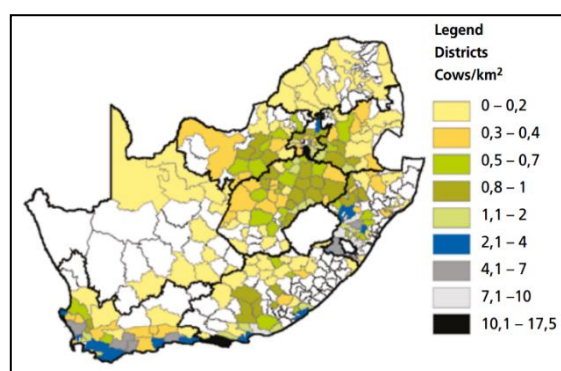 Legend
Districts
Cows/km²
0 – 0,2
0,3 – 0,4
0,5 – 0,7
0,8 – 1
1,1 – 2
2,1 – 4
4,1 – 7
7,1 –10
10,1 – 17,5